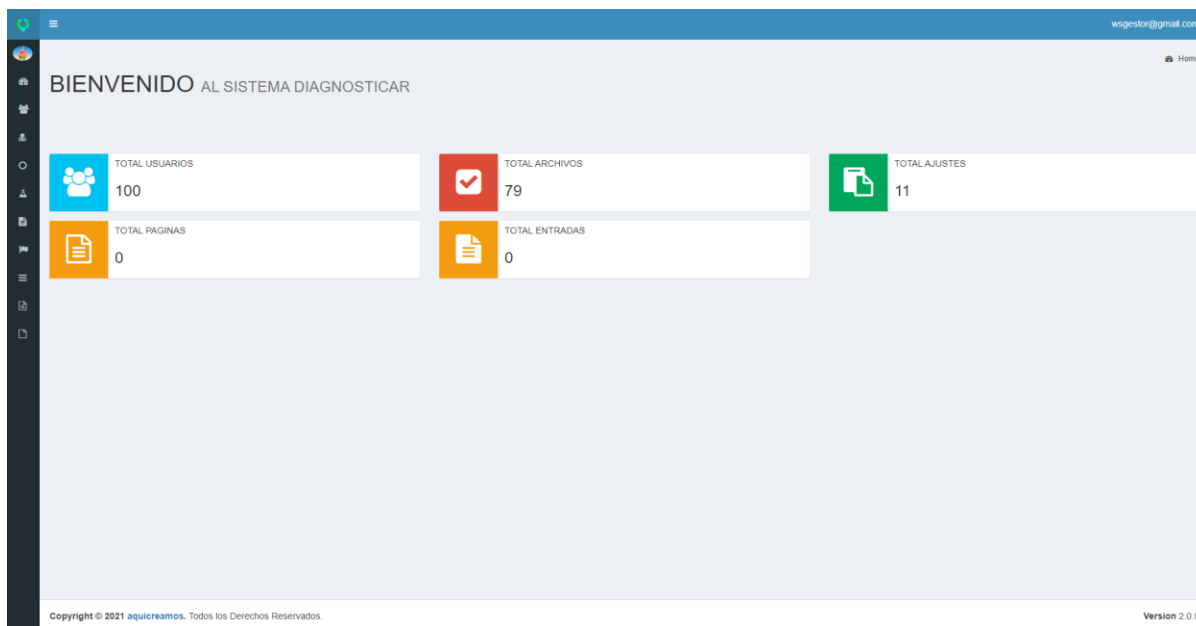 wsgestor@gmail.com
Home
BIENVENIDO AL SISTEMA DIAGNOSTICAR
TOTAL USUARIOS
100
TOTAL ARCHIVOS
79
TOTAL AJUSTES
11
TOTAL PAGINAS
0
TOTAL ENTRADAS
0
Copyright © 2021 aquicreamos. Todos los Derechos Reservados.
Version 2.0.